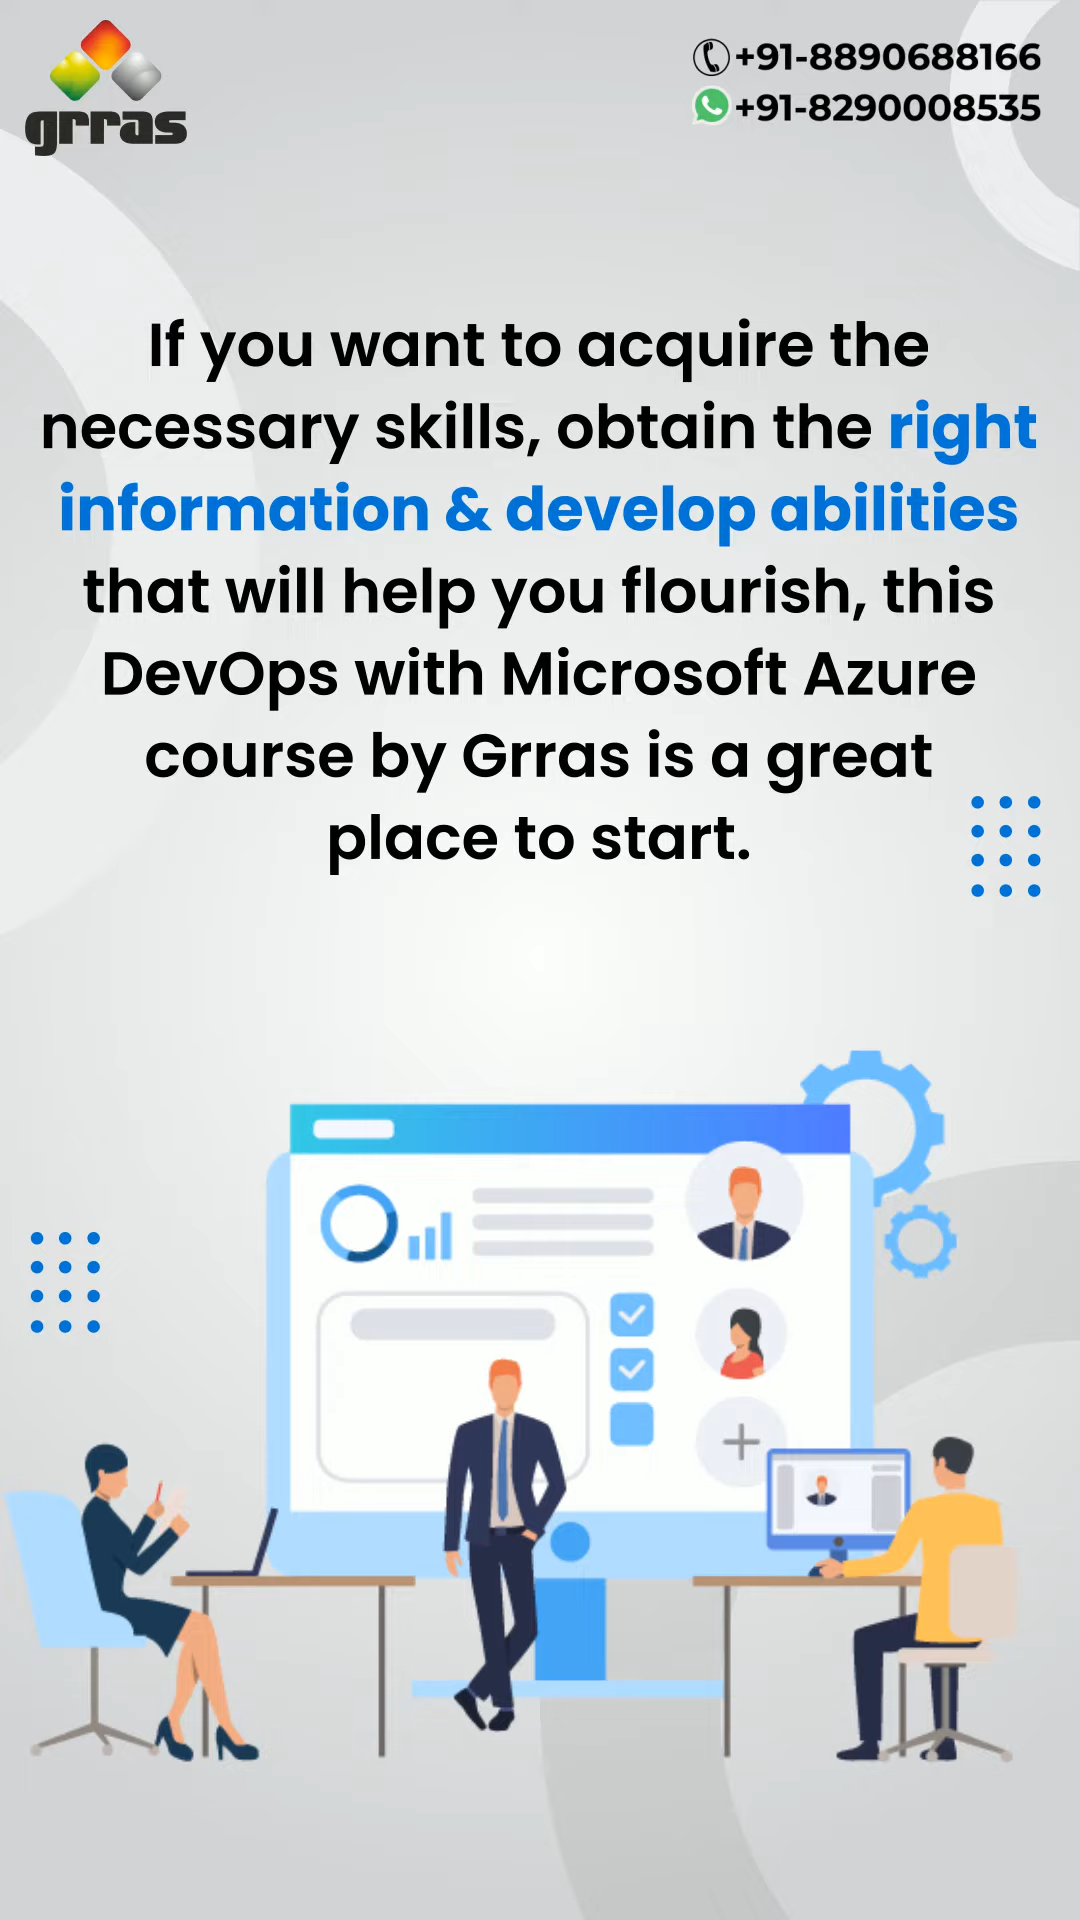 grras
+91-8890688166
+91-8290008535
If you want to acquire the
necessary skills, obtain the right
information & develop abilities
that will help you flourish, this
DevOps with Microsoft Azure
course by Grras is a great
place to start.